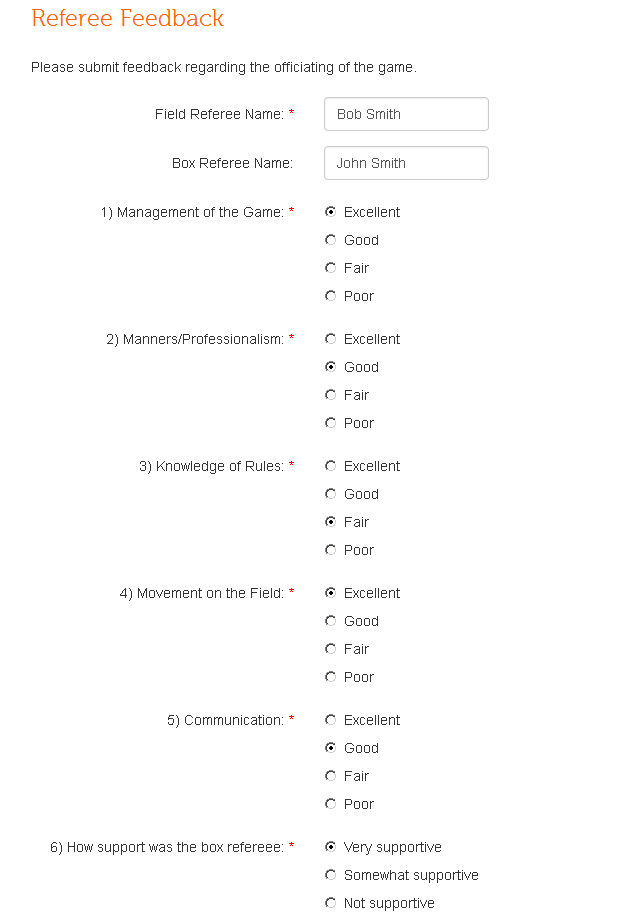 Referee Feedback
Please submit feedback regarding the officiating of the game.
Field Referee Name: * Bob Smith
Box Referee Name: John Smith
1) Management of the Game: * Excellent
Good
Fair
Poor
2) Manners/Professionalism: * Excellent
Good
Fair
Poor
3) Knowledge of Rules: * Excellent
Good
Fair
Poor
4) Movement on the Field: * Excellent
Good
Fair
Poor
5) Communication: * Excellent
Good
Fair
Poor
6) How support was the box refereee: * Very supportive
Somewhat supportive
Not supportive